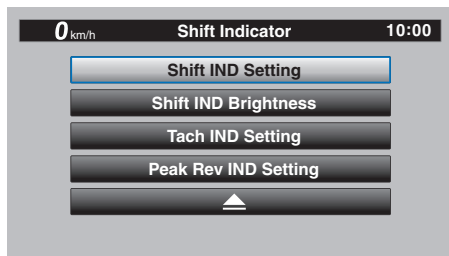 0 km/h Shift Indicator 10:00
Shift IND Setting
Shift IND Brightness
Tach IND Setting
Peak Rev IND Setting